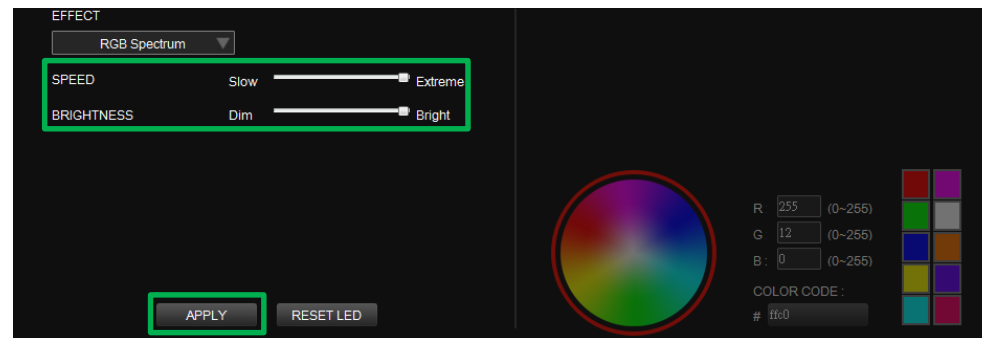 EFFECT
RGB Spectrum
SPEED Slow Extreme
BRIGHTNESS Dim Bright
APPLY RESET LED
R 255 (0~255)
G 12 (0~255)
B: 0 (0~255)
COLOR CODE :
# ffc0